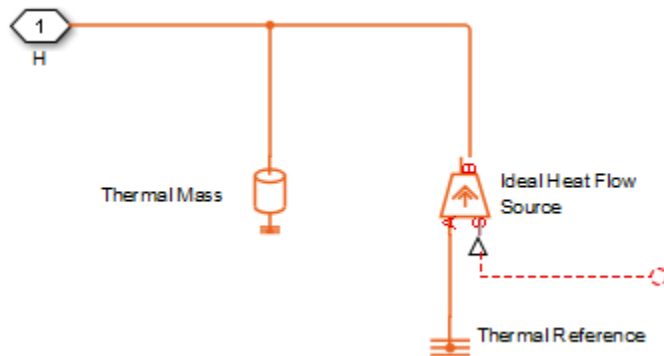 1
H
B
Thermal Mass
Ideal Heat Flow
Source
A
S
Thermal Reference